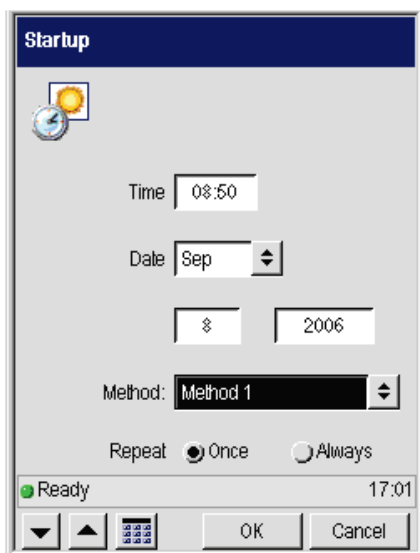 Startup
Time 08:50
Date Sep
8 2006
Method: Method 1
Repeat Once Always
Ready 17:01
OK Cancel